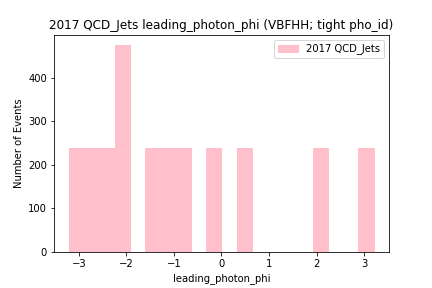 2017 QCD_Jets leading_photon_phi (VBFHH; tight pho_id)
2017 QCD_Jets
Number of Events
400
300
200
100
0
−3 −2 −1 0 1 2 3
leading_photon_phi